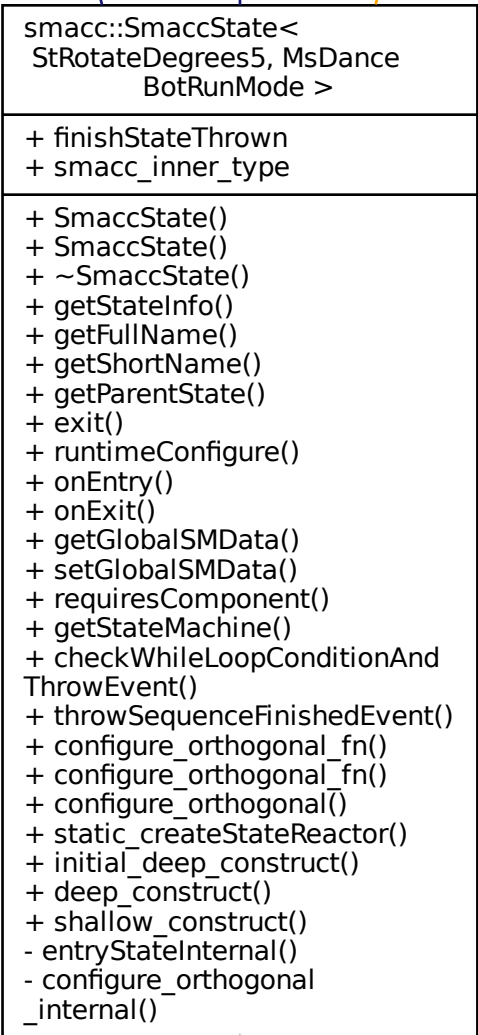 smacc::SmaccState<
StRotateDegrees5, MsDance
BotRunMode >
+ finishStateThrown
+ smacc_inner_type
+ SmaccState()
+ SmaccState()
+ ~SmaccState()
+ getStateInfo()
+ getFullName()
+ getShortName()
+ getParentState()
+ exit()
+ runtimeConfigure()
+ onEntry()
+ onExit()
+ getGlobalSMData()
+ setGlobalSMData()
+ requiresComponent()
+ getStateMachine()
+ checkWhileLoopConditionAnd
ThrowEvent()
+ throwSequenceFinishedEvent()
+ configure_orthogonal_fn()
+ configure_orthogonal_fn()
+ configure_orthogonal()
+ static_createStateReactor()
+ initial_deep_construct()
+ deep_construct()
+ shallow_construct()
- entryStateInternal()
- configure_orthogonal
_internal()